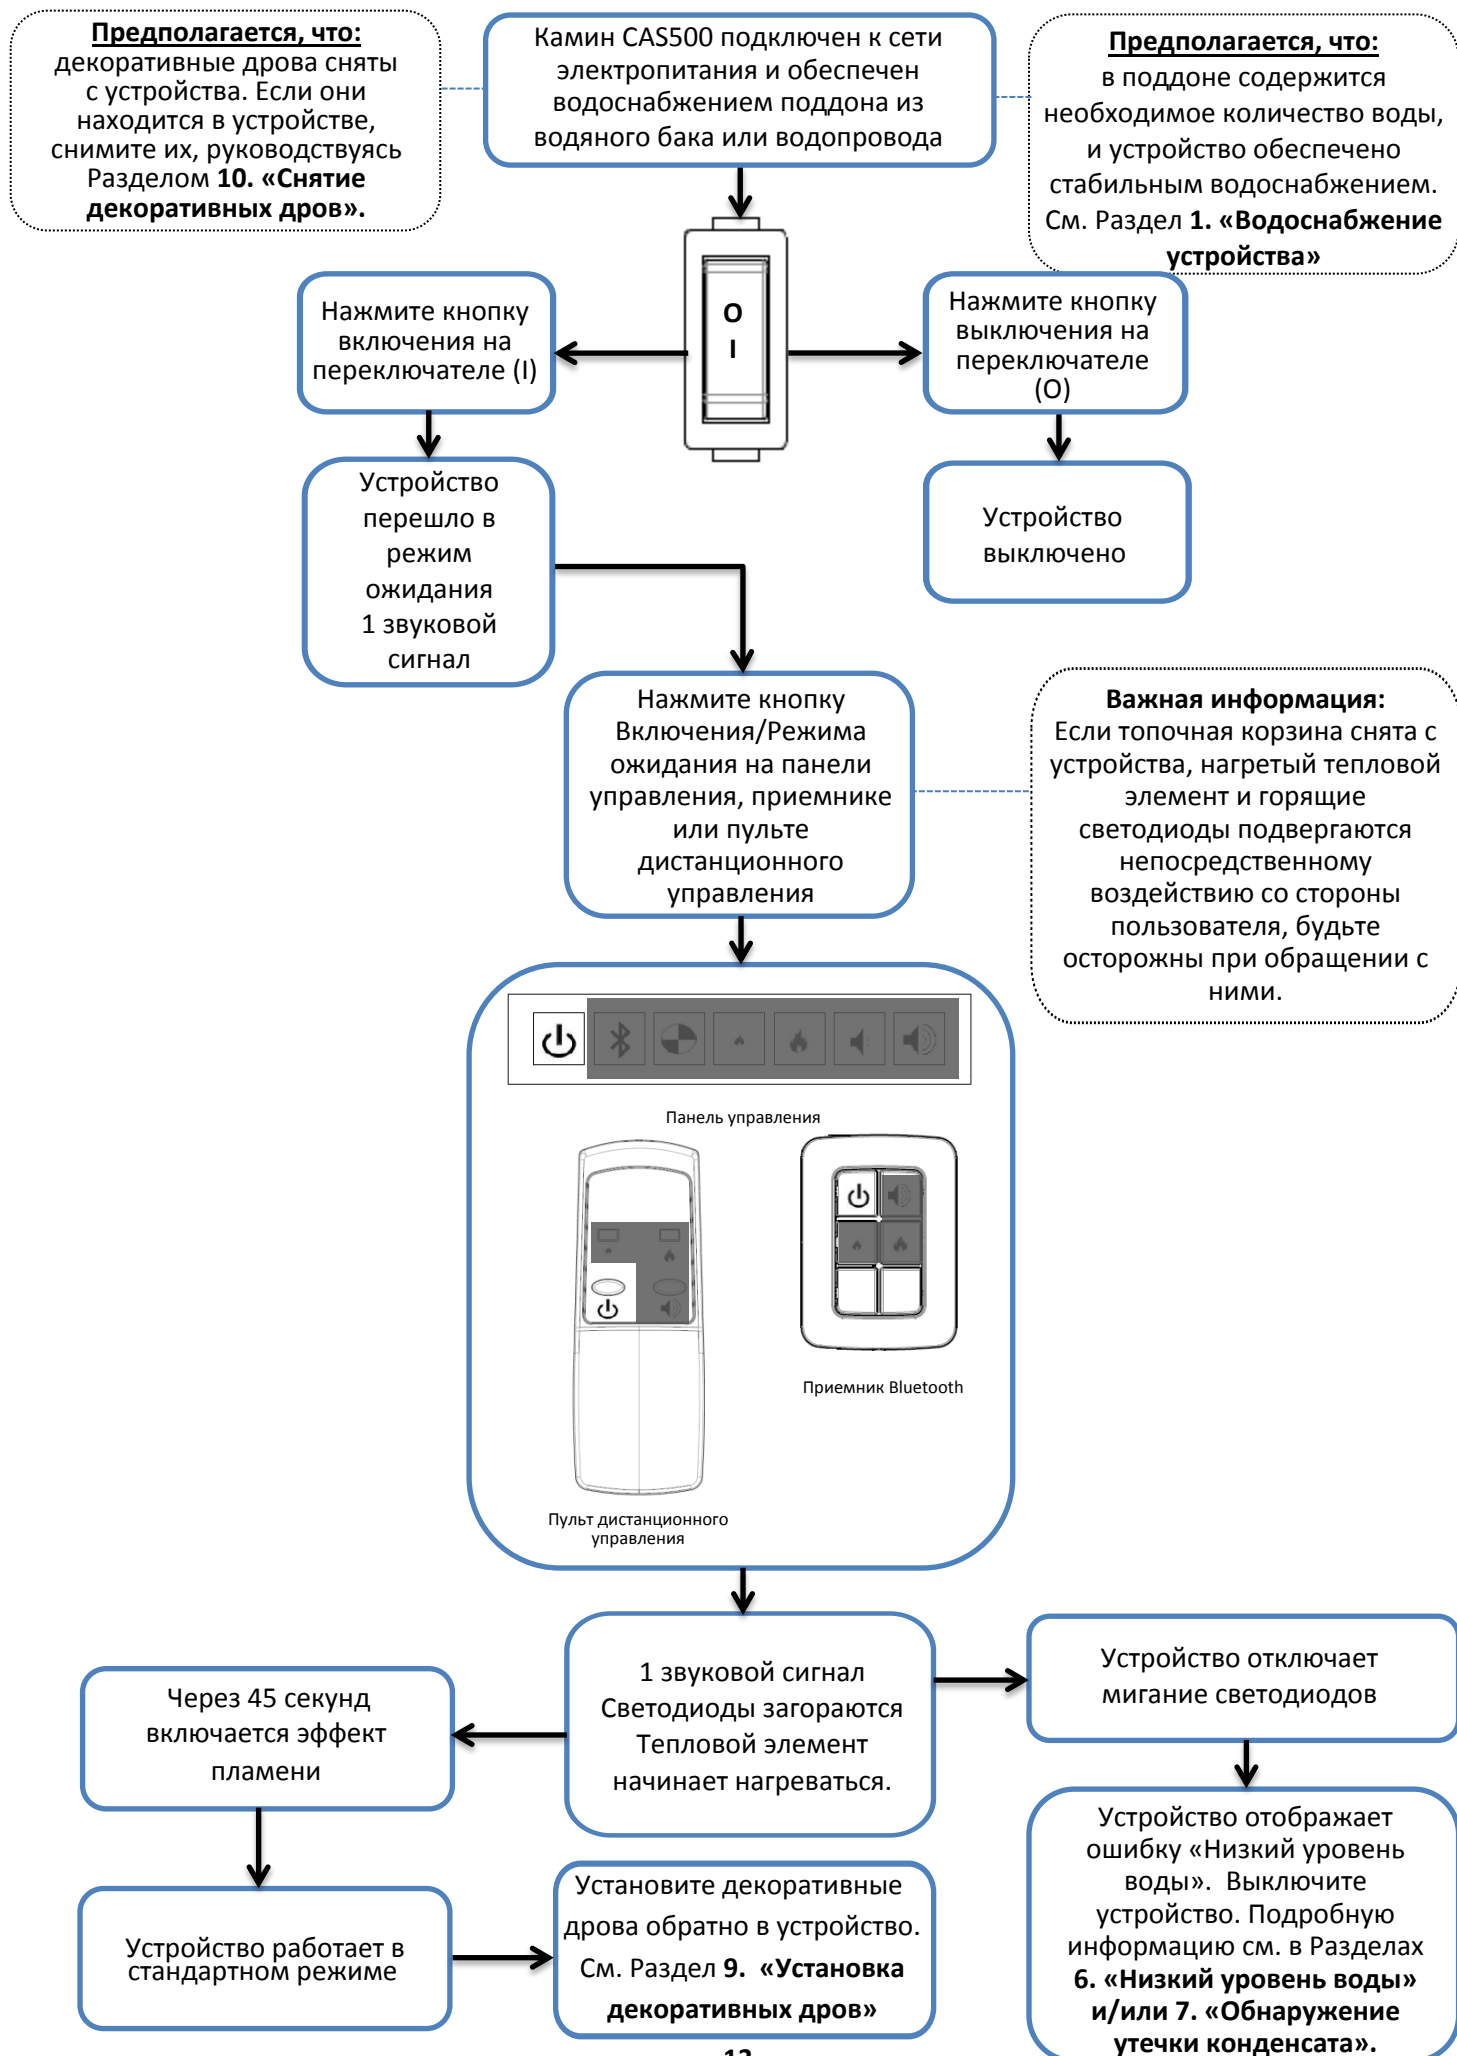 Предполагается, что:
декоративные дрова сняты
с устройства. Если они
находится в устройстве,
снимите их, руководствуясь
Разделом 10. «Снятие
декоративных дров».
Камин CAS500 подключен к сети
электропитания и обеспечен
водоснабжением поддона из
водяного бака или водопровода
Предполагается, что:
в поддоне содержится
необходимое количество воды,
и устройство обеспечено
стабильным водоснабжением.
См. Раздел 1. «Водоснабжение
устройства»
Нажмите кнопку
включения на
переключателе (I)
O
I
Нажмите кнопку
выключения на
переключателе
(O)
Устройство
перешло в
режим
ожидания
1 звуковой
сигнал
Устройство
выключено
Нажмите кнопку
Включения/Режима
ожидания на панели
управления, приемнике
или пульте
дистанционного
управления
Важная информация:
Если топочная корзина снята с
устройства, нагретый тепловой
элемент и горящие
светодиоды подвергаются
непосредственному
воздействию со стороны
пользователя, будьте
осторожны при обращении с
ними.
Панель управления
Приемник Bluetooth
Пульт дистанционного
управления
1 звуковой сигнал
Светодиоды загораются
Тепловой элемент
начинает нагреваться.
Устройство отключает
мигание светодиодов
Через 45 секунд
включается эффект
пламени
Устройство отображает
ошибку «Низкий уровень
воды». Выключите
устройство. Подробную
информацию см. в Разделах
6. «Низкий уровень воды»
и/или 7. «Обнаружение
утечки конденсата».
Устройство работает в
стандартном режиме
Установите декоративные
дрова обратно в устройство.
См. Раздел 9. «Установка
декоративных дров»